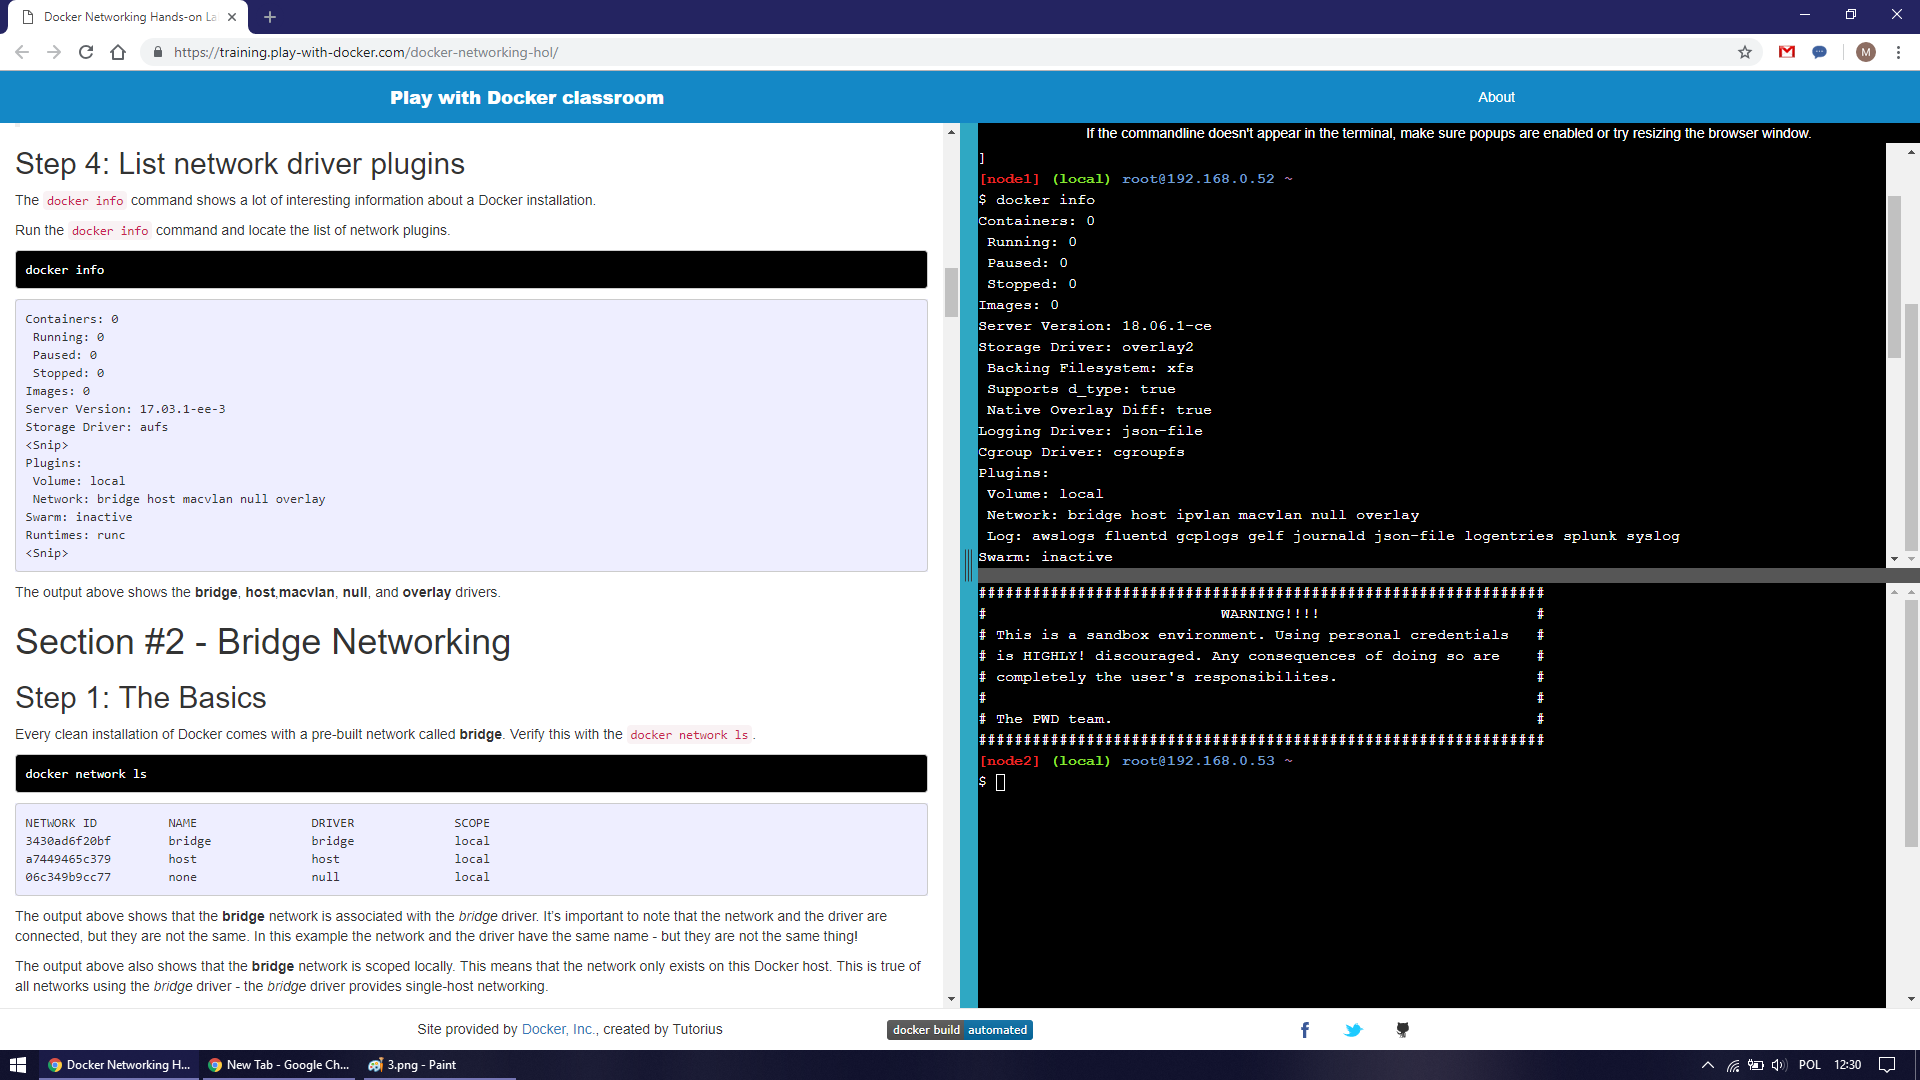 Docker Networking Hands-on La
https://training.play-with-docker.com/docker-networking-hol/
M
Play with Docker classroom
About
Step 4: List network driver plugins
The docker info command shows a lot of interesting information about a Docker installation.
Run the docker info command and locate the list of network plugins.
docker info
Containers: 0
 Running: 0
 Paused: 0
 Stopped: 0
Images: 0
Server Version: 17.03.1-ee-3
Storage Driver: aufs
<Snip>
Plugins:
 Volume: local
 Network: bridge host macvlan null overlay
Swarm: inactive
Runtimes: runc
<Snip>
The output above shows the bridge, host,macvlan, null, and overlay drivers.
Section #2 - Bridge Networking
Step 1: The Basics
Every clean installation of Docker comes with a pre-built network called bridge. Verify this with the docker network ls.
docker network ls
NETWORK ID NAME DRIVER SCOPE
3430ad6f20bf bridge bridge local
a7449465c379 host host local
06c349b9cc77 none null local
The output above shows that the bridge network is associated with the bridge driver. It's important to note that the network and the driver are
connected, but they are not the same. In this example the network and the driver have the same name - but they are not the same thing!
The output above also shows that the bridge network is scoped locally. This means that the network only exists on this Docker host. This is true of
all networks using the bridge driver - the bridge driver provides single-host networking.
If the commandline doesn't appear in the terminal, make sure popups are enabled or try resizing the browser window.
]
[node1] (local) root@192.168.0.52 ~
$ docker info
Containers: 0
 Running: 0
 Paused: 0
 Stopped: 0
Images: 0
Server Version: 18.06.1-ce
Storage Driver: overlay2
 Backing Filesystem: xfs
 Supports d_type: true
 Native Overlay Diff: true
Logging Driver: json-file
Cgroup Driver: cgroupfs
Plugins:
 Volume: local
 Network: bridge host ipvlan macvlan null overlay
 Log: awslogs fluentd gcplogs gelf journald json-file logentries splunk syslog
Swarm: inactive
###############################################################
# WARNING!!!! #
# This is a sandbox environment. Using personal credentials #
# is HIGHLY! discouraged. Any consequences of doing so are #
# completely the user's responsibilites. #
# #
# The PWD team. #
###############################################################
[node2] (local) root@192.168.0.53 ~
$
Site provided by Docker, Inc., created by Tutorius
docker build automated
Docker Networking H...
New Tab - Google Ch...
3.png - Paint
POL
12:30